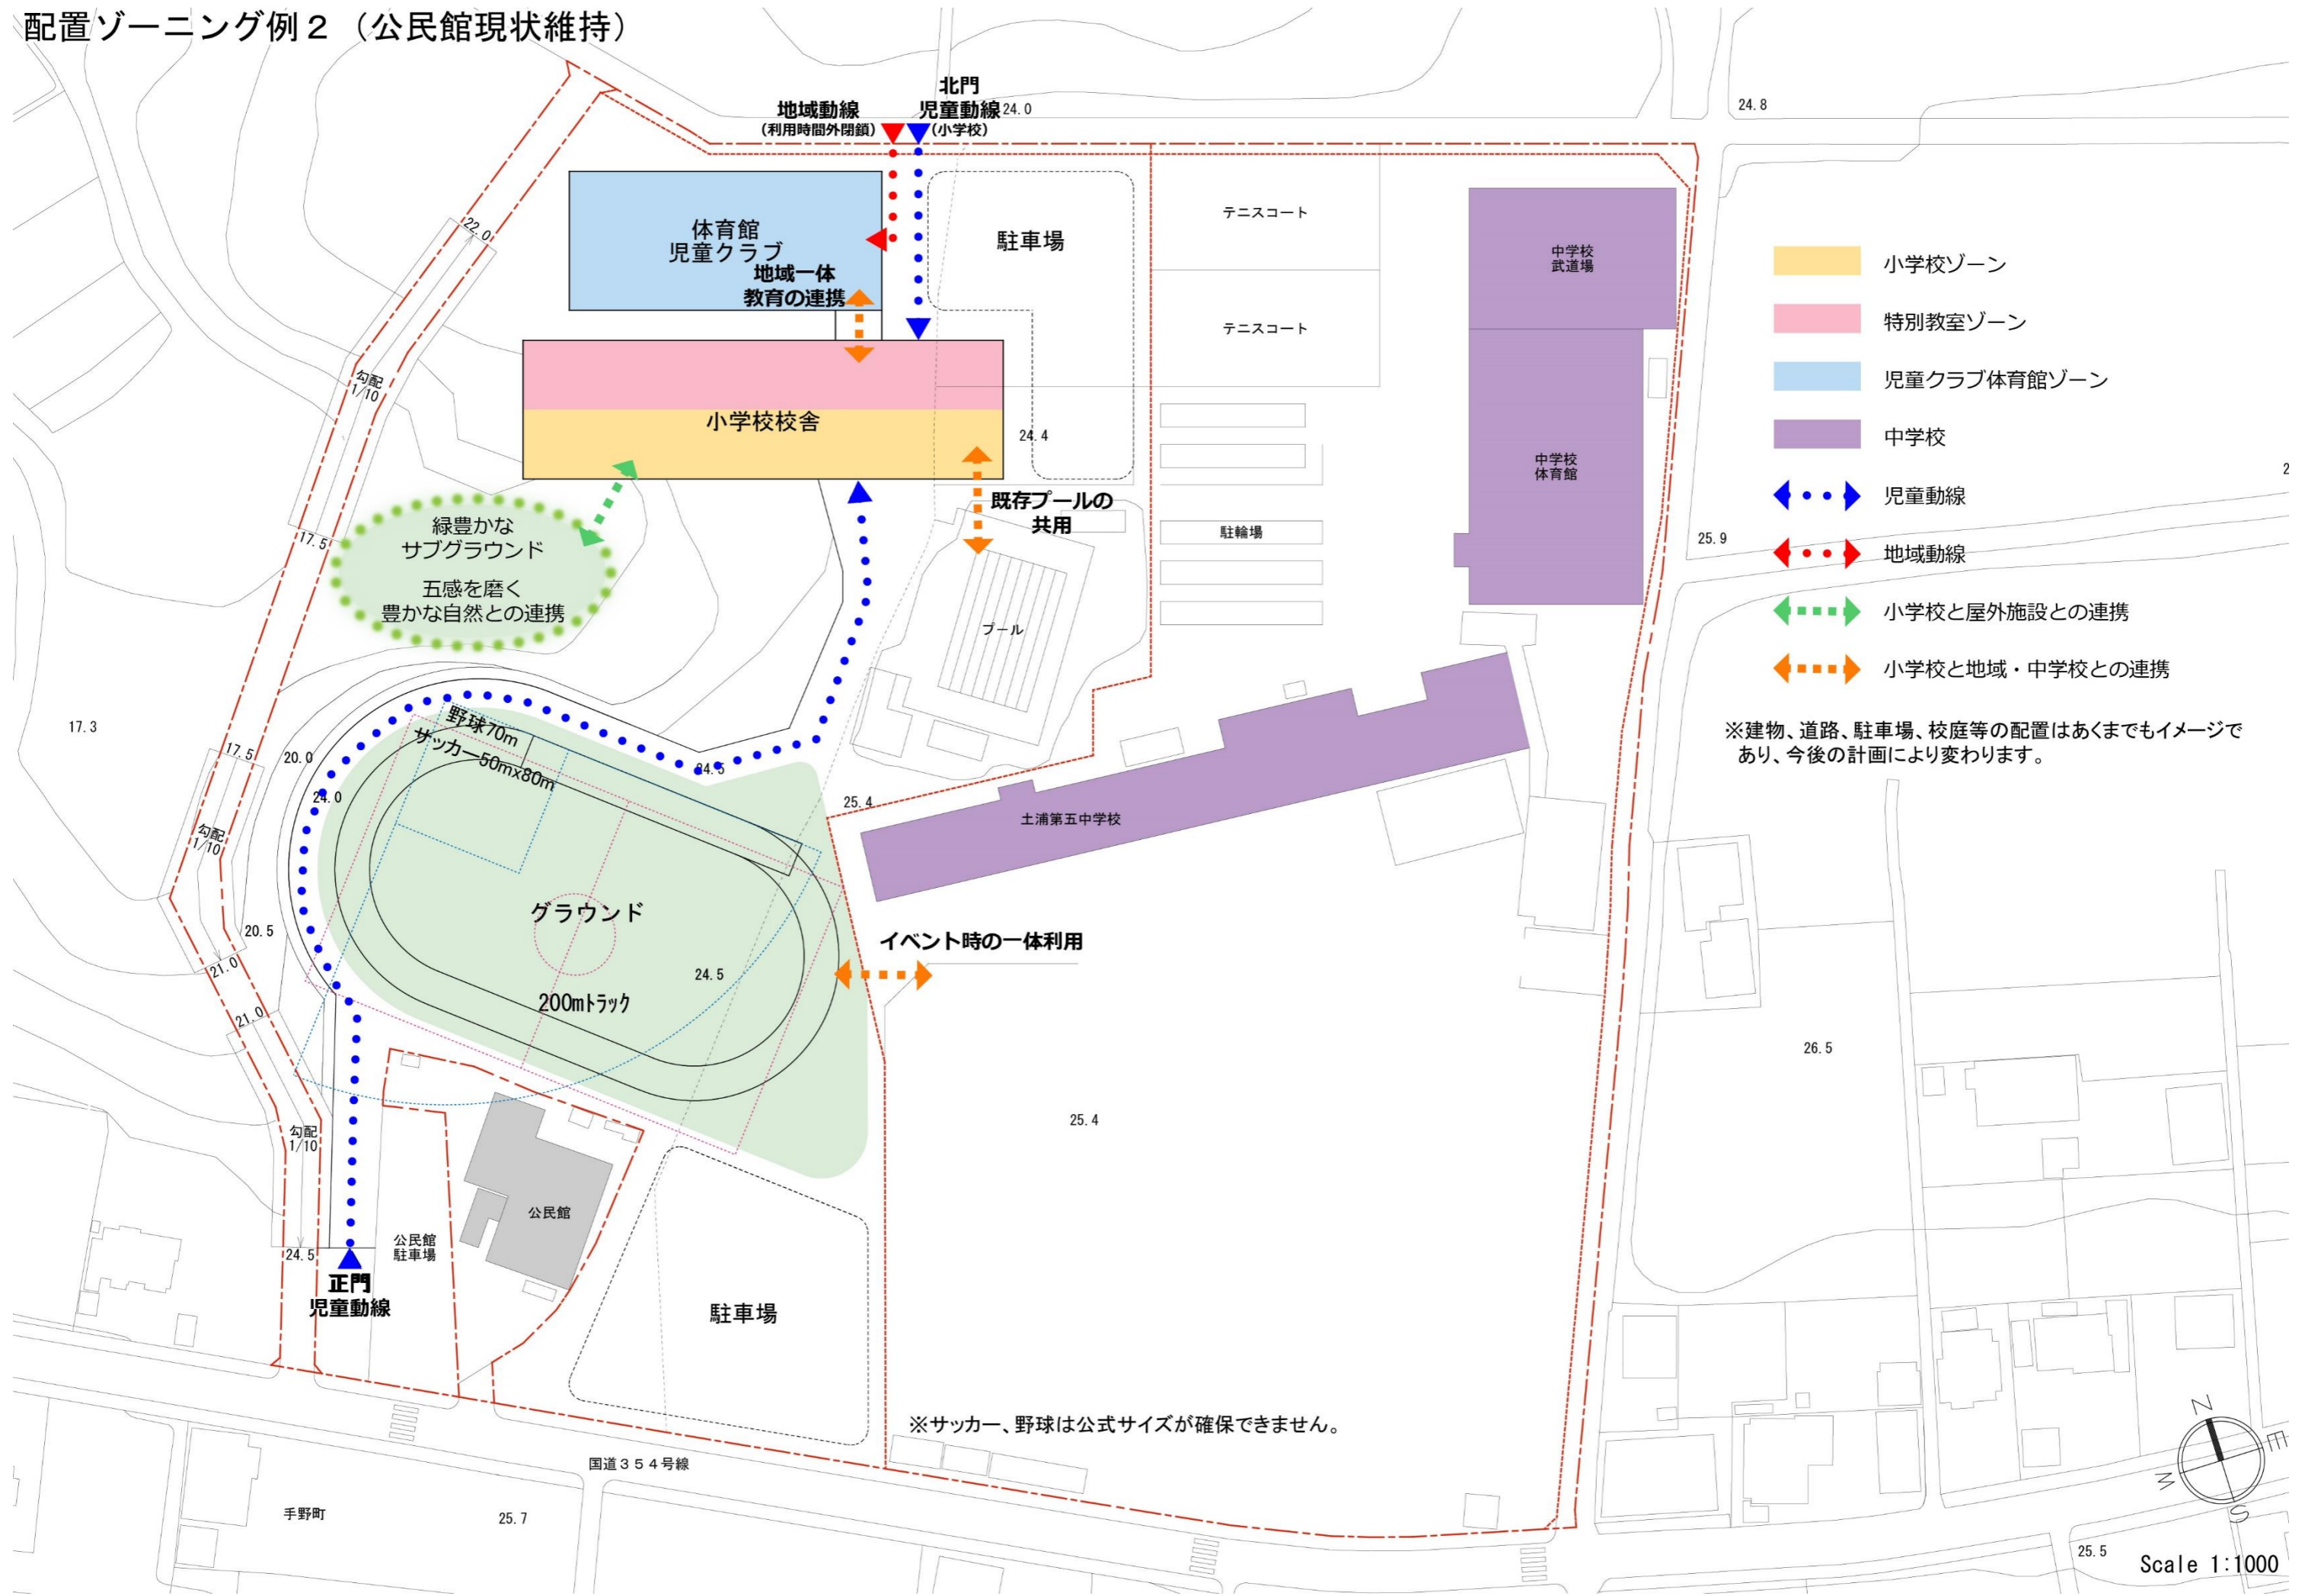 配置ゾーニング例２（公民館現状維持）
北門
地域動線
児童動線
24.0
(利用時間外閉鎖)
(小学校)
24.8
22.0
体育館
児童クラブ
駐車場
テニスコート
中学校
武道場
地域一体
教育の連携
テニスコート
勾配
1/10
小学校校舎
24.4
中学校
体育館
小学校ゾーン
特別教室ゾーン
児童クラブ体育館ゾーン
中学校
児童動線
地域動線
小学校と屋外施設との連携
小学校と地域・中学校との連携
※建物、道路、駐車場、校庭等の配置はあくまでもイメージで
あり、今後の計画により変わります。
既存プールの
共用
駐輪場
25.9
2
17.5
緑豊かな
サブグラウンド
五感を磨く
豊かな自然との連携
プール
17.3
野球70m
サッカー50mx80m
17.5
20.0
24.5
24.0
25.4
土浦第五中学校
勾配
1/10
グラウンド
20.5
イベント時の一体利用
21.0
24.5
200mトラック
21.0
26.5
25.4
勾配
1/10
公民館
公民館
駐車場
24.5
正門
児童動線
駐車場
※サッカー、野球は公式サイズが確保できません。
国道３５４号線
手野町
25.7
N
E
W
S
25.5
Scale 1:1000